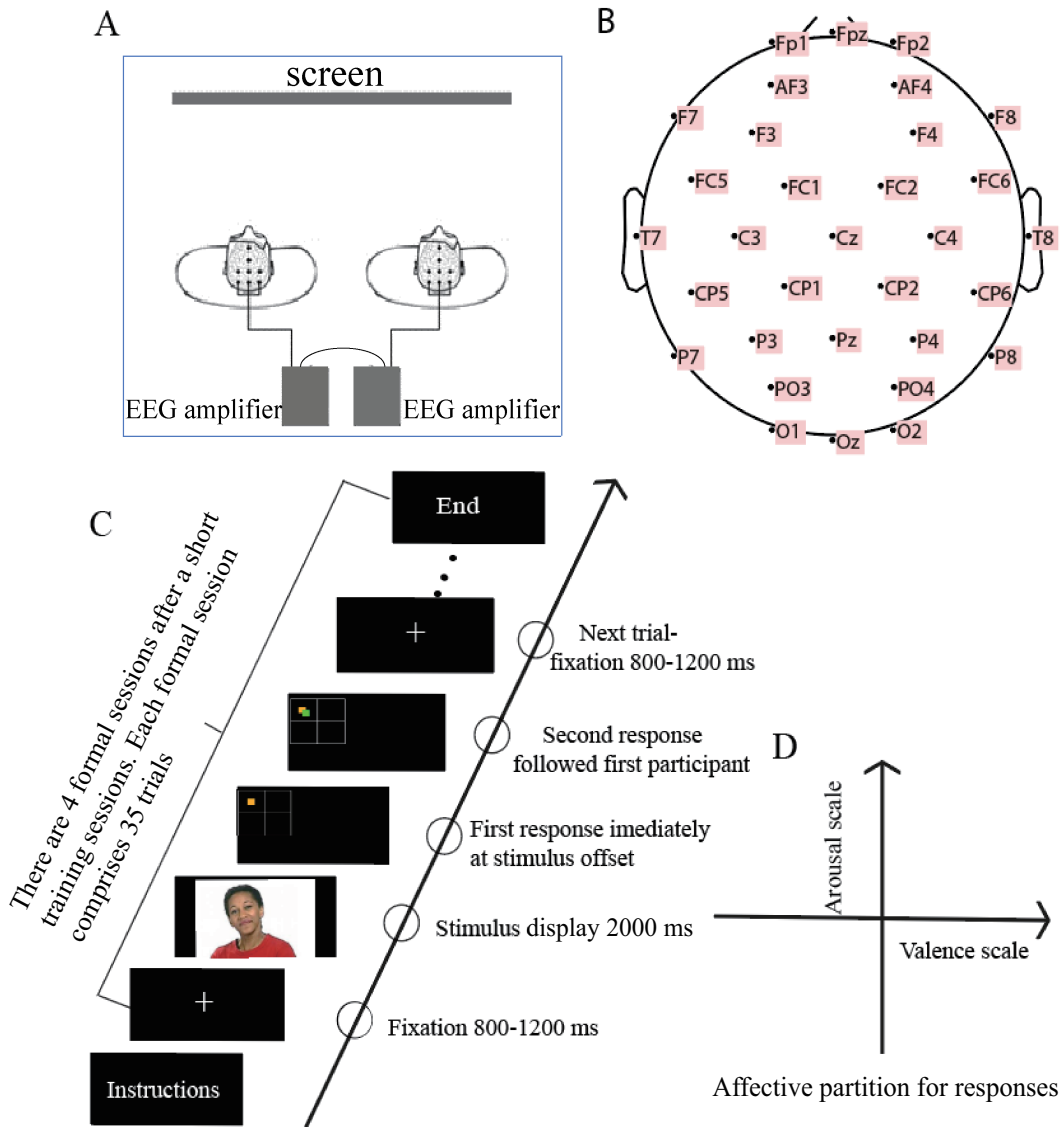 A
screen
EEG amplifier
EEG amplifier
B
Fp1
Fpz
Fp2
AF3
AF4
F7
F3
F4
F8
FC5
FC1
FC2
FC6
T7
C3
Cz
C4
T8
CP5
CP1
CP2
CP6
P7
P3
Pz
P4
P8
PO3
PO4
O1
Oz
O2
C
There are 4 formal sessions after a short
training sessions. Each formal session
comprises 35 trials
End
Next trial-
fixation 800-1200 ms
Second response
followed first participant
First response imediately
at stimulus offset
Stimulus display 2000 ms
Fixation 800-1200 ms
Instructions
D
Arousal scale
Valence scale
Affective partition for responses